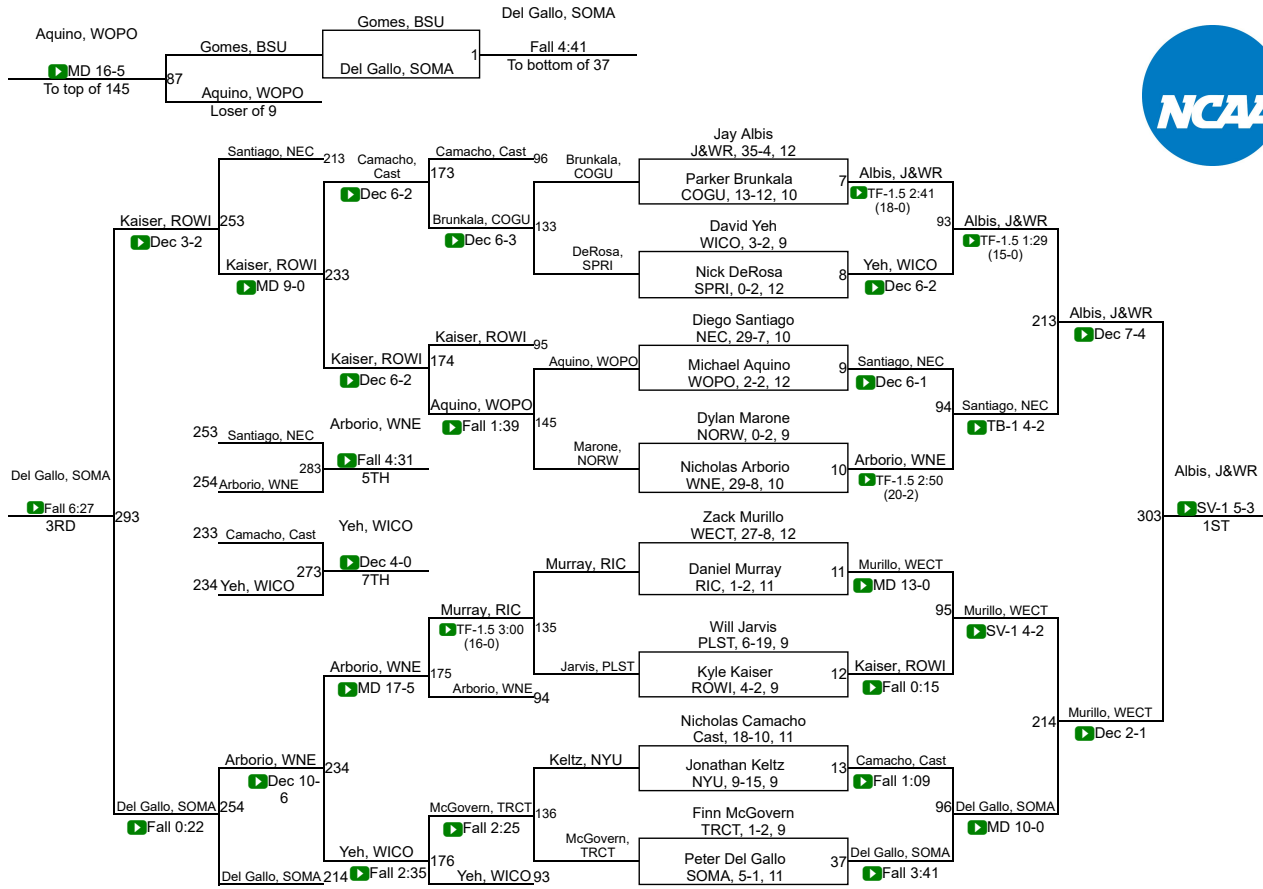 Aquino, WOPO
MD 16-5
To top of 145
87
Gomes, BSU
Aquino, WOPO
Loser of 9
Gomes, BSU
Del Gallo, SOMA
1
Del Gallo, SOMA
Fall 4:41
To bottom of 37
NCAA
Jay Albis
J&WR, 35-4, 12
Parker Brunkala
COGU, 13-12, 10
7
David Yeh
WICO, 3-2, 9
Nick DeRosa
SPRI, 0-2, 12
8
Diego Santiago
NEC, 29-7, 10
Michael Aquino
WOPO, 2-2, 12
9
Dylan Marone
NORW, 0-2, 9
Nicholas Arborio
WNE, 29-8, 10
10
Zack Murillo
WECT, 27-8, 12
Daniel Murray
RIC, 1-2, 11
11
Will Jarvis
PLST, 6-19, 9
Kyle Kaiser
ROWI, 4-2, 9
12
Nicholas Camacho
Cast, 18-10, 11
Jonathan Keltz
NYU, 9-15, 9
13
Finn McGovern
TRCT, 1-2, 9
Peter Del Gallo
SOMA, 5-1, 11
37
Albis, J&WR
TF-1.5 2:41
(18-0)
93
Yeh, WICO
Dec 6-2
Santiago, NEC
Dec 6-1
94
Arborio, WNE
TF-1.5 2:50
(20-2)
Murillo, WECT
MD 13-0
95
Kaiser, ROWI
Fall 0:15
Camacho, Cast
Fall 1:09
96
Del Gallo, SOMA
Fall 3:41
Albis, J&WR
TF-1.5 1:29
(15-0)
213
Santiago, NEC
TB-1 4-2
Murillo, WECT
SV-1 4-2
214
Del Gallo, SOMA
MD 10-0
Albis, J&WR
Dec 7-4
303
Murillo, WECT
Dec 2-1
Albis, J&WR
SV-1 5-3
1ST
Brunkala,
COGU
133
DeRosa,
SPRI
Aquino, WOPO
145
Marone,
NORW
Murray, RIC
135
Jarvis, PLST
Keltz, NYU
136
McGovern,
TRCT
Camacho, Cast
96
173
Brunkala, COGU
Dec 6-3
Kaiser, ROWI
95
174
Aquino, WOPO
Fall 1:39
Murray, RIC
TF-1.5 3:00
(16-0)
175
Arborio, WNE
94
McGovern, TRCT
Fall 2:25
176
Yeh, WICO
93
Camacho,
Cast
Dec 6-2
233
Kaiser, ROWI
Dec 6-2
Arborio, WNE
MD 17-5
234
Yeh, WICO
Fall 2:35
Santiago, NEC
213
253
Kaiser, ROWI
MD 9-0
Arborio, WNE
Dec 10-
6
254
Del Gallo, SOMA
214
Kaiser, ROWI
Dec 3-2
293
Del Gallo, SOMA
Fall 0:22
Del Gallo, SOMA
Fall 6:27
3RD
253
Santiago, NEC
283
254
Arborio, WNE
Arborio, WNE
Fall 4:31
5TH
233
Camacho, Cast
273
234
Yeh, WICO
Yeh, WICO
Dec 4-0
7TH